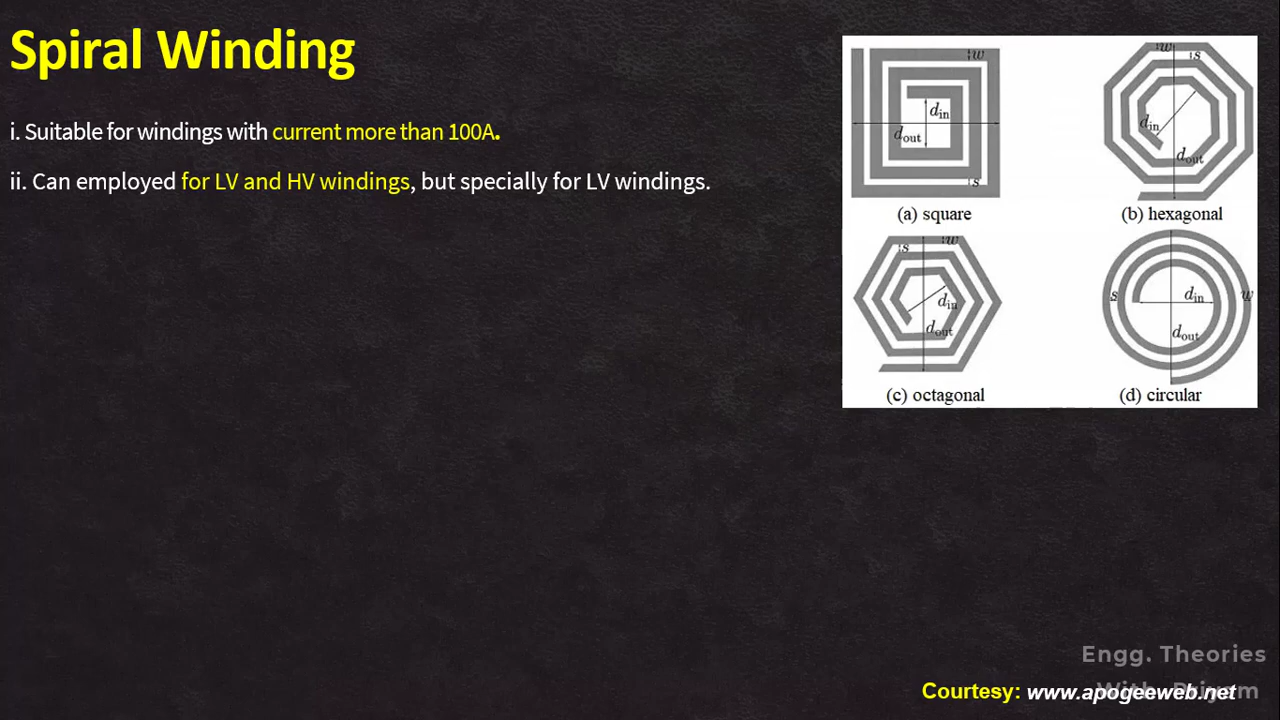 Spiral Winding
i. Suitable for windings with current more than 100A.
ii. Can employed for LV and HV windings, but specially for LV windings.
w
d_in
d_out
s
(a) square
w
s
d_in
d_out
(b) hexagonal
s
w
d_in
d_out
(c) octagonal
s
d_in
w
d_out
(d) circular
Engg. Theories
Courtesy: www.apogeeweb.net